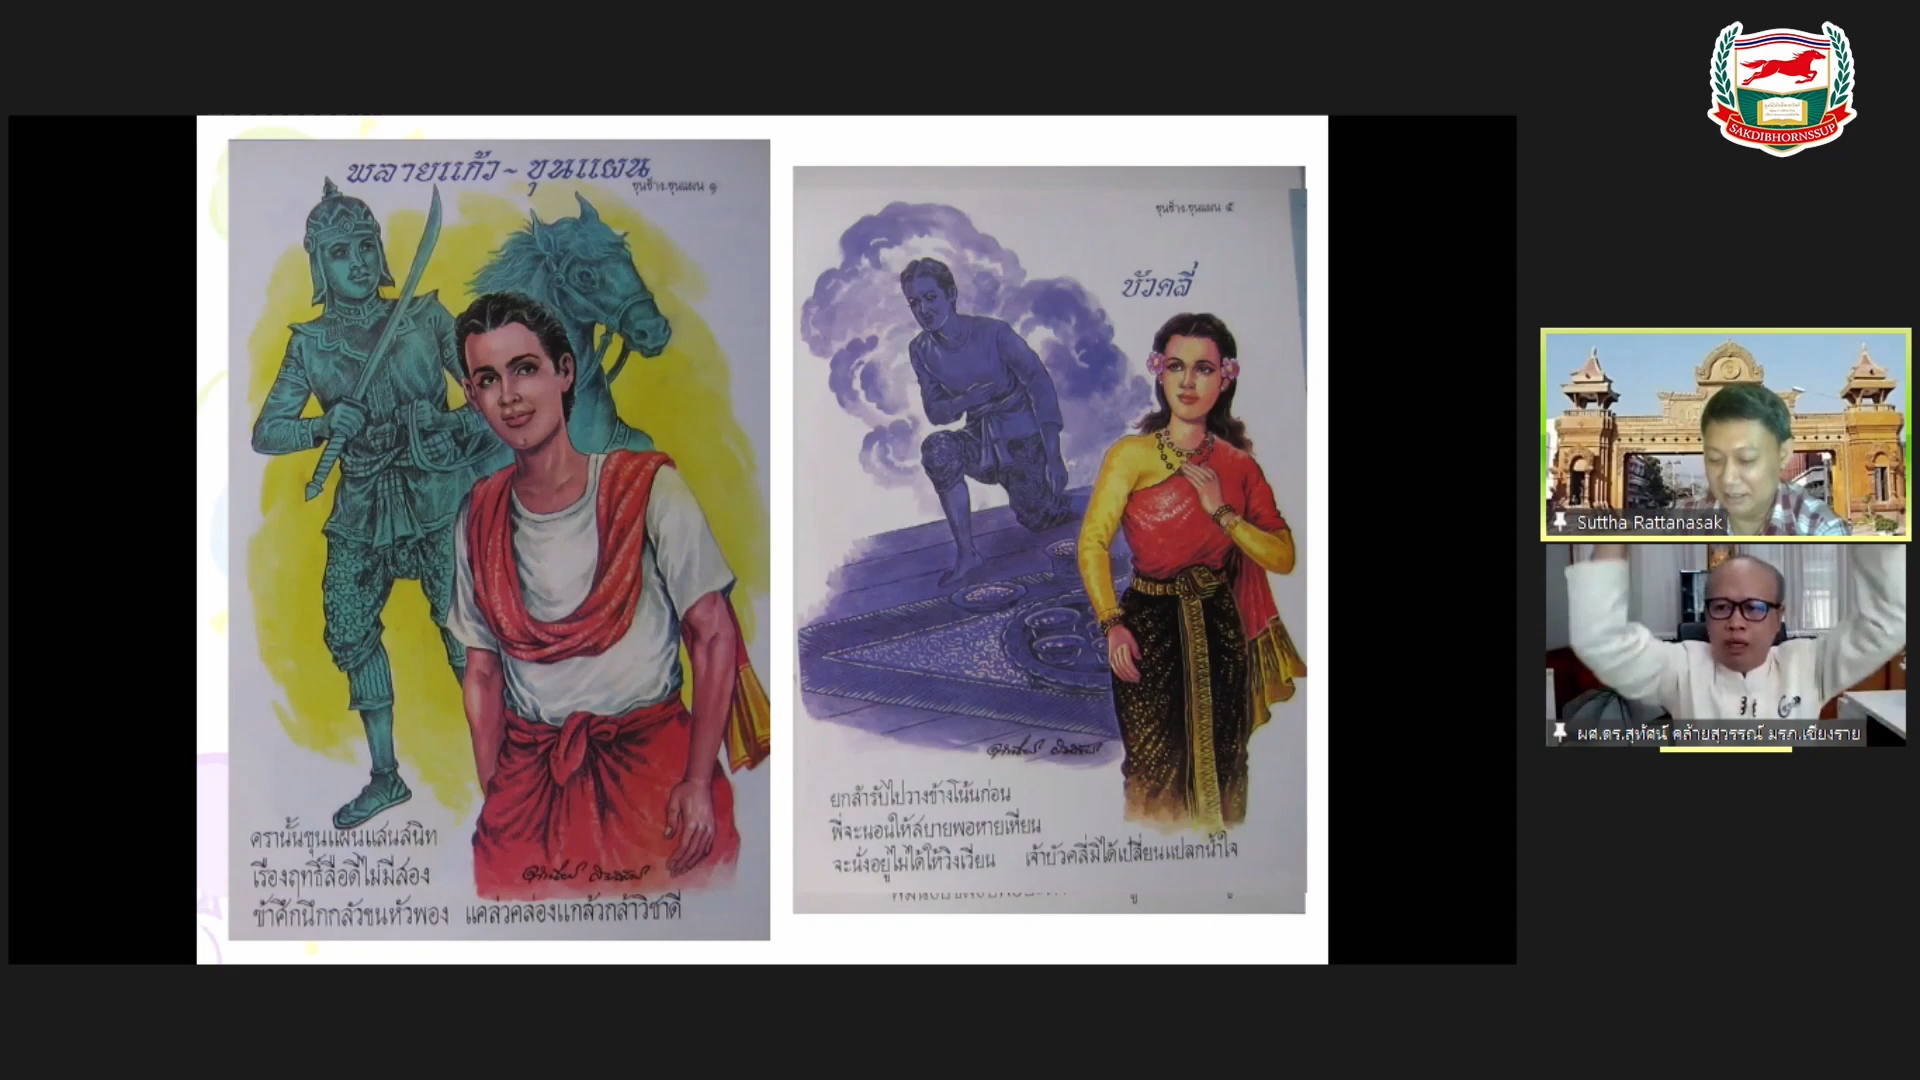 SAKDIBHORNSSUP
พลายแก้ว ~ ขุนแผน
ขุนช้าง.ขุนแผน ๑
ครานั้นขุนแผนแสนสนิท
เรืองฤทธิ์ลือดีไม่มีสอง
ข้าศึกนึกกลัวขนหัวพอง แคล่วคล่องแกล้วกล้าวิชาดี
ขุนช้าง.ขุนแผน ๕
บัวคลี่
ยกสำรับไปวางข้างโน้นก่อน
พี่จะนอนให้สบายพอหายเหียน
จะนั่งอยู่ไม่ได้ให้วิงเวียน เจ้าบัวคลี่มิได้เปลี่ยนแปลกน้ำใจ
Suttha Rattanasak
ผศ.ดร.สุทัศน์ คล้ายสุวรรณ์ มรภ.เชียงราย